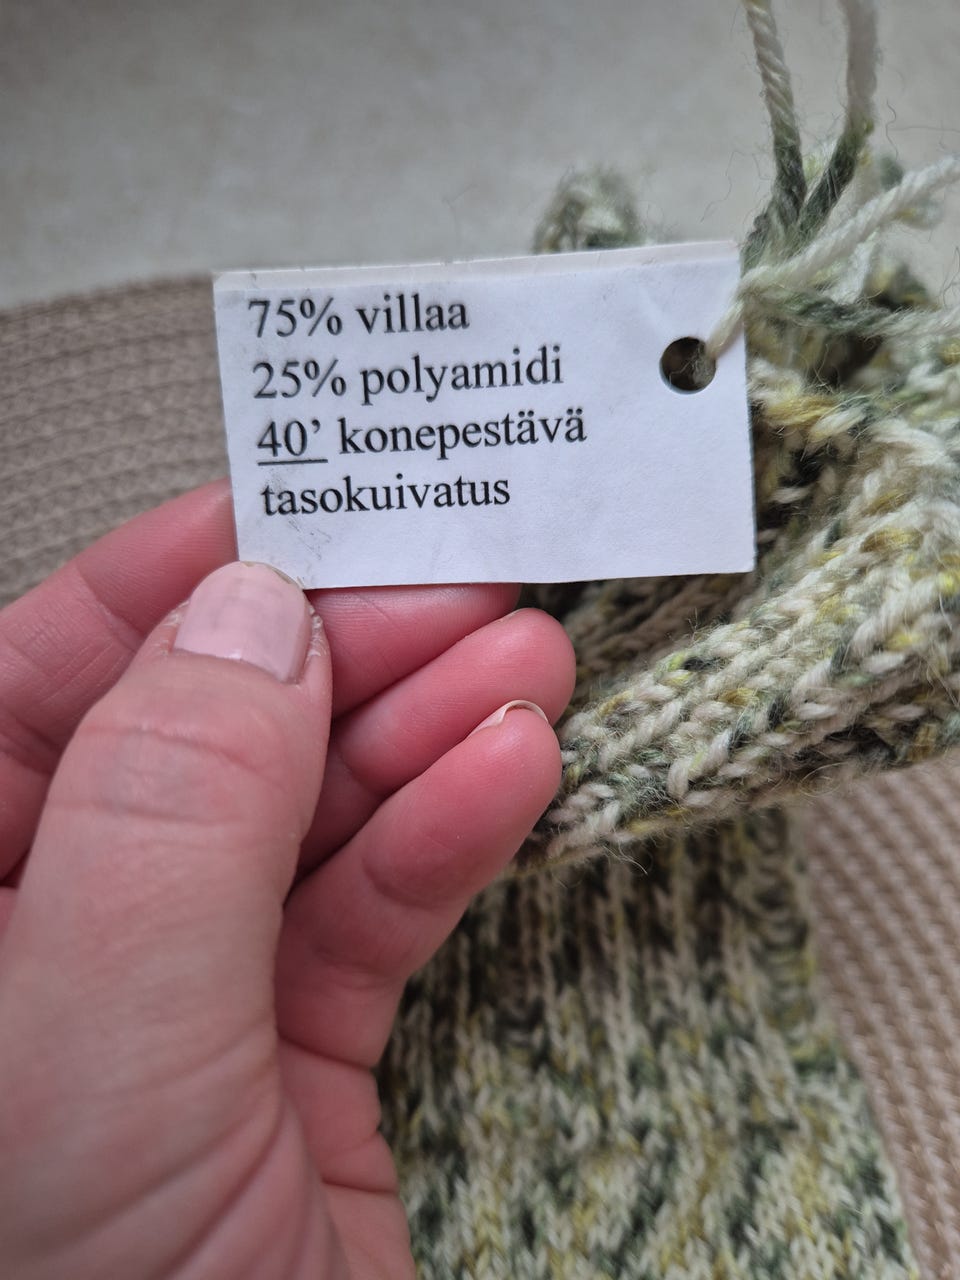 75% villaa
25% polyamidi
40’ konepestävä
tasokuivatus